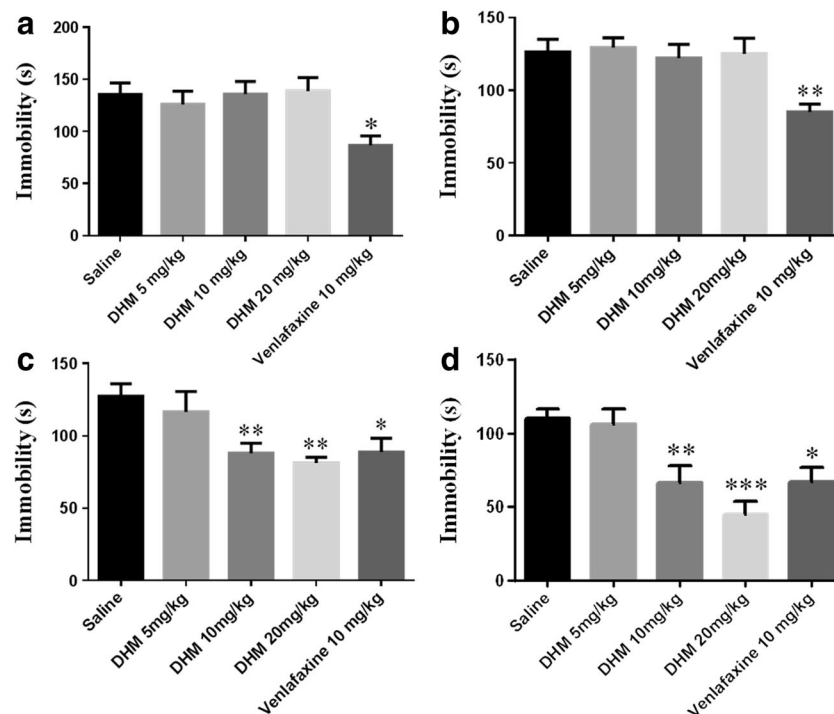 a
Immobility (s)
200
150
100
50
0
*
Saline
DHM 5 mg/kg
DHM 10 mg/kg
DHM 20 mg/kg
Venlafaxine 10 mg/kg
b
Immobility (s)
150
100
50
0
**
Saline
DHM 5mg/kg
DHM 10mg/kg
DHM 20mg/kg
Venlafaxine 10 mg/kg
c
Immobility (s)
150
100
50
0
**
**
*
Saline
DHM 5mg/kg
DHM 10mg/kg
DHM 20mg/kg
Venlafaxine 10 mg/kg
d
Immobility (s)
150
100
50
0
**
***
*
Saline
DHM 5mg/kg
DHM 10mg/kg
DHM 20mg/kg
Venlafaxine 10 mg/kg